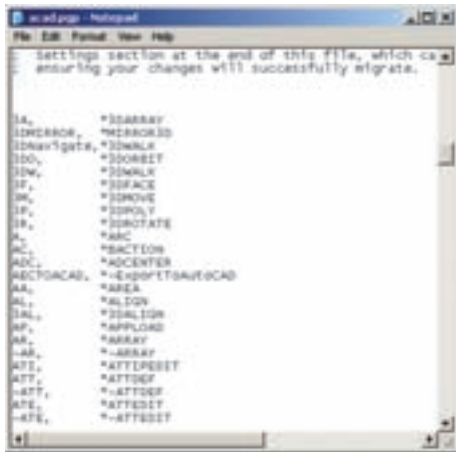 acad.pgp - Notepad
File Edit Format View Help
; Settings section at the end of this file, which ca
; ensuring your changes will successfully migrate.
3A, *3DARRAY
3DMIRROR, *MIRROR3D
3DNavigate,*3DWALK
3DO, *3DORBIT
3DW, *3DWALK
3F, *3DFACE
3M, *3DMOVE
3P, *3DPOLY
3R, *3DROTATE
A, *ARC
AC, *BACTION
ADC, *ADCENTER
AECTOACAD, *-ExportToAutoCAD
AA, *AREA
AL, *ALIGN
3AL, *3DALIGN
AP, *APPLOAD
AR, *ARRAY
-AR, *-ARRAY
ATI, *ATTIPEDIT
ATT, *ATTDEF
-ATT, *-ATTDEF
ATE, *ATTEDIT
-ATE, *-ATTEDIT